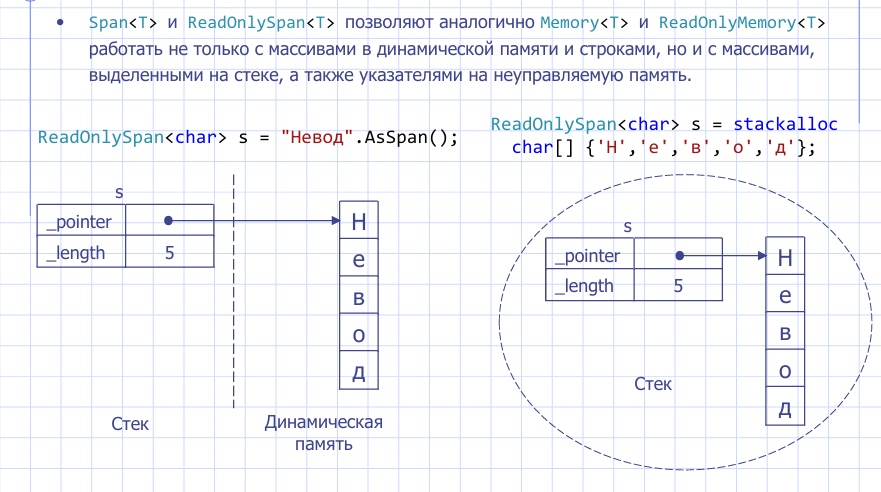 • Span<T> и ReadOnlySpan<T> позволяют аналогично Memory<T> и ReadOnlyMemory<T>
работать не только с массивами в динамической памяти и строками, но и с массивами,
выделенными на стеке, а также указателями на неуправляемую память.
ReadOnlySpan<char> s = "Невод".AsSpan();
s
_pointer
_length 5
Н
е
в
о
д
Стек
Динамическая
память
ReadOnlySpan<char> s = stackalloc
char[] {'Н','е','в','о','д'};
s
_pointer
_length 5
Н
е
в
о
д
Стек